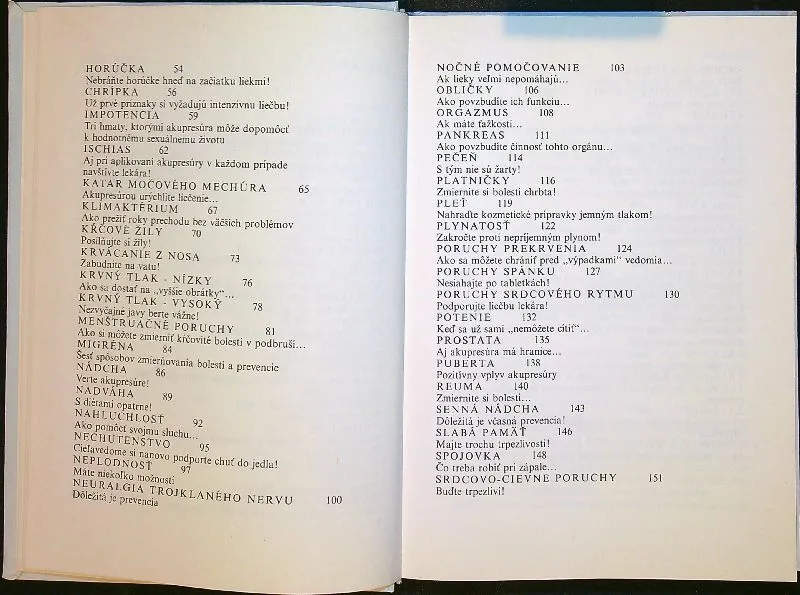 HORÚČKA 54
Nebráňte horúčke hneď na začiatku liekmi!
CHRÍPKA 56
Už prvé príznaky si vyžadujú intenzívnu liečbu!
IMPOTENCIA 59
Tri hmaty, ktorými akupresúra môže dopomôcť
k hodnotnému sexuálnemu životu
ISCHIAS 62
Aj pri aplikovaní akupresúry v každom prípade
navštívte lekára!
KATAR MOČOVÉHO MECHÚRA 65
Akupresúrou urýchlite liečenie...
KLIMAKTÉRIUM 67
Ako prežiť roky prechodu bez väčších problémov
KŔČOVÉ ŽILY 70
Posilňujte si žily!
KRVÁCANIE Z NOSA 73
Zabudnite na vatu!
KRVNÝ TLAK - NÍZKY 76
Ako sa dostať na „vyššie obrátky“...
KRVNÝ TLAK - VYSOKÝ 78
Nezvyčajné javy berte vážne!
MENŠTRUAČNÉ PORUCHY 81
Ako si môžete zmierniť kŕčovité bolesti v podbruší...
MIGRÉNA 84
Šesť spôsobov zmierňovania bolesti a prevencie
NÁDCHA 86
Verte akupresúre!
NADVÁHA 89
S diétami opatrne!
NAHLUCHLOSŤ 92
Ako pomôcť svojmu sluchu...
NECHUTENSTVO 95
Cieľavedome si nanovo podporte chuť do jedla!
NEPLODNOSŤ 97
Máte niekoľko možností
NEURALGIA TROJKLANÉHO NERVU 100
Dôležitá je prevencia
NOČNÉ POMOČOVANIE 103
Ak lieky veľmi nepomáhajú...
OBLIČKY 106
Ako povzbudíte ich funkciu...
ORGAZMUS 108
Ak máte ťažkosti...
PANKREAS 111
Ako povzbudíte činnosť tohto orgánu...
PEČEŇ 114
S tým nie sú žarty!
PLATNIČKY 116
Zmiernite si bolesti chrbta!
PLEŤ 119
Nahraďte kozmetické prípravky jemným tlakom!
PLYNATOSŤ 122
Zakročte proti nepríjemným plynom!
PORUCHY PREKRVENIA 124
Ako sa môžete chrániť pred „výpadkami“ vedomia...
PORUCHY SPÁNKU 127
Nesiahajte po tabletkách!
PORUCHY SRDCOVÉHO RYTMU 130
Podporujte liečbu lekára!
POTENIE 132
Keď sa už sami „nemôžete cítiť“...
PROSTATA 135
Aj akupresúra má hranice...
PUBERTA 138
Pozitívny vplyv akupresúry
REUMA 140
Zmiernite si bolesti...
SENNÁ NÁDCHA 143
Dôležitá je včasná prevencia!
SLABÁ PAMÄŤ 146
Majte trochu trpezlivosti!
SPOJOVKA 148
Čo treba robiť pri zápale...
SRDCOVO-CIEVNE PORUCHY 151
Buďte trpezliví!